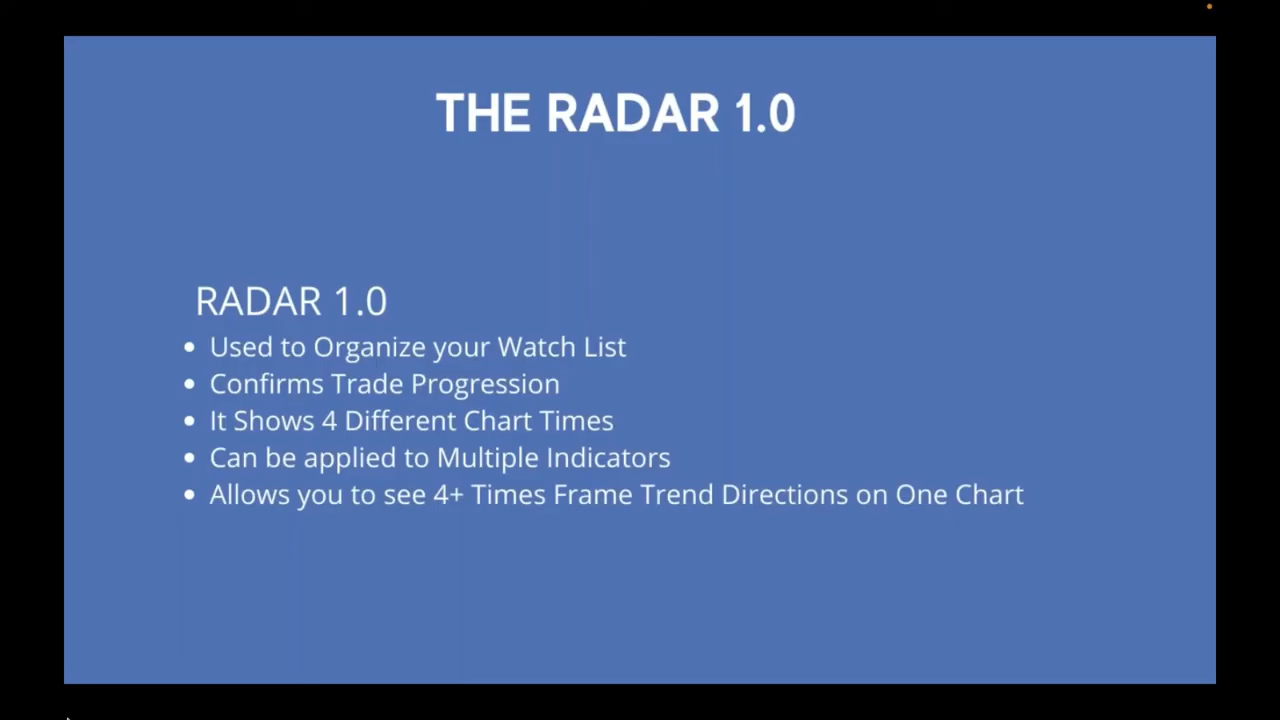 THE RADAR 1.0
RADAR 1.0
• Used to Organize your Watch List
• Confirms Trade Progression
• It Shows 4 Different Chart Times
• Can be applied to Multiple Indicators
• Allows you to see 4+ Times Frame Trend Directions on One Chart